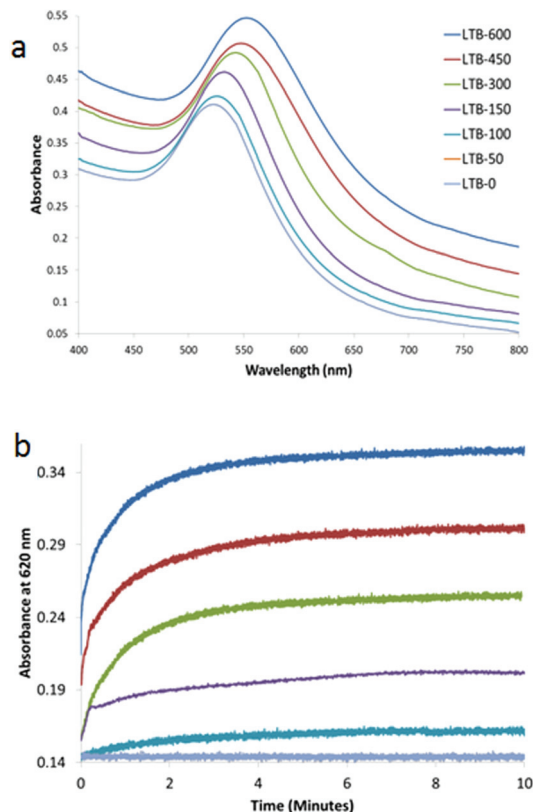 a
0.55
0.5
0.45
0.4
0.35
0.3
0.25
0.2
0.15
0.1
0.05
Absorbance
LTB-600
LTB-450
LTB-300
LTB-150
LTB-100
LTB-50
LTB-0
400 450 500 550 600 650 700 750 800
Wavelength (nm)
b
0.34
0.29
0.24
0.19
0.14
Absorbance at 620 nm
0 2 4 6 8 10
Time (Minutes)